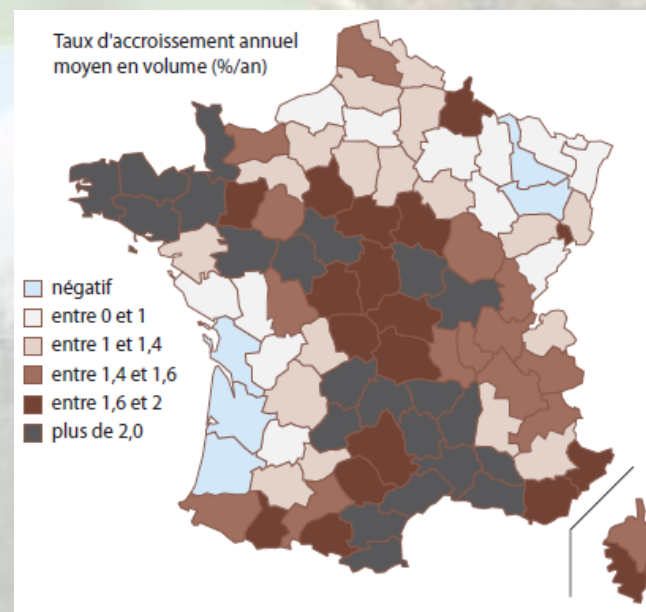 Taux d'accroissement annuel
moyen en volume (%/an)
négatif
entre 0 et 1
entre 1 et 1,4
entre 1,4 et 1,6
entre 1,6 et 2
plus de 2,0